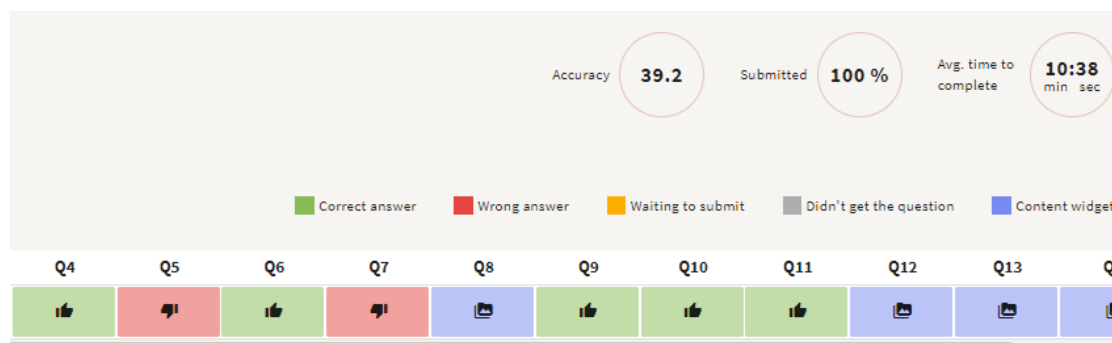 Accuracy 39.2 Submitted 100 % Avg. time to complete 10:38 min sec
Correct answer Wrong answer Waiting to submit Didn't get the question Content widget
Q4 Q5 Q6 Q7 Q8 Q9 Q10 Q11 Q12 Q13